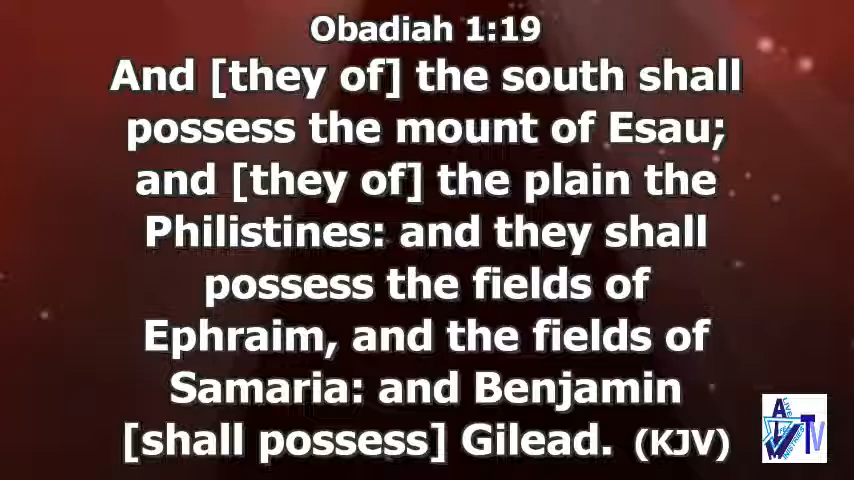 Obadiah 1:19
And [they of] the south shall
possess the mount of Esau;
and [they of] the plain the
Philistines: and they shall
possess the fields of
Ephraim, and the fields of
Samaria: and Benjamin
[shall possess] Gilead. (KJV)
TV